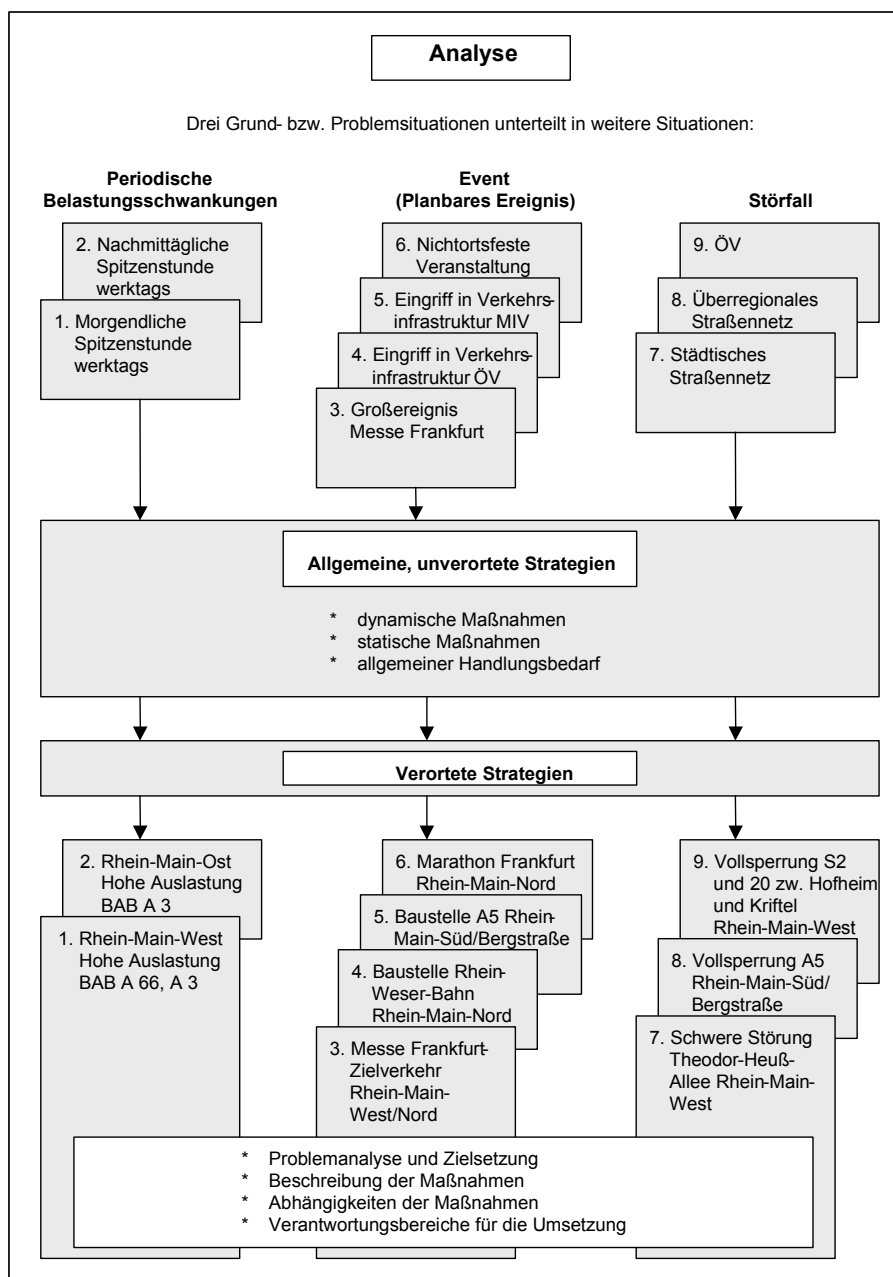 Analyse
Drei Grund- bzw. Problemsituationen unterteilt in weitere Situationen:
Periodische
Belastungsschwankungen
2. Nachmittägliche
Spitzenstunde
werktags
1. Morgendliche
Spitzenstunde
werktags
Event
(Planbares Ereignis)
6. Nichtortsfeste
Veranstaltung
5. Eingriff in Verkehrs-
infrastruktur MIV
4. Eingriff in Verkehrs-
infrastruktur ÖV
3. Großereignis
Messe Frankfurt
Störfall
9. ÖV
8. Überregionales
Straßennetz
7. Städtisches
Straßennetz
Allgemeine, unverortete Strategien
* dynamische Maßnahmen
* statische Maßnahmen
* allgemeiner Handlungsbedarf
Verortete Strategien
2. Rhein-Main-Ost
Hohe Auslastung
BAB A 3
1. Rhein-Main-West
Hohe Auslastung
BAB A 66, A 3
6. Marathon Frankfurt
Rhein-Main-Nord
5. Baustelle A5 Rhein-
Main-Süd/Bergstraße
4. Baustelle Rhein-
Weser-Bahn
Rhein-Main-Nord
3. Messe Frankfurt-
Zielverkehr
Rhein-Main-
West/Nord
9. Vollsperrung S2
und 20 zw. Hofheim
und Kriftel
Rhein-Main-West
8. Vollsperrung A5
Rhein-Main-Süd/
Bergstraße
7. Schwere Störung
Theodor-Heuß-
Allee Rhein-Main-
West
* Problemanalyse und Zielsetzung
* Beschreibung der Maßnahmen
* Abhängigkeiten der Maßnahmen
* Verantwortungsbereiche für die Umsetzung